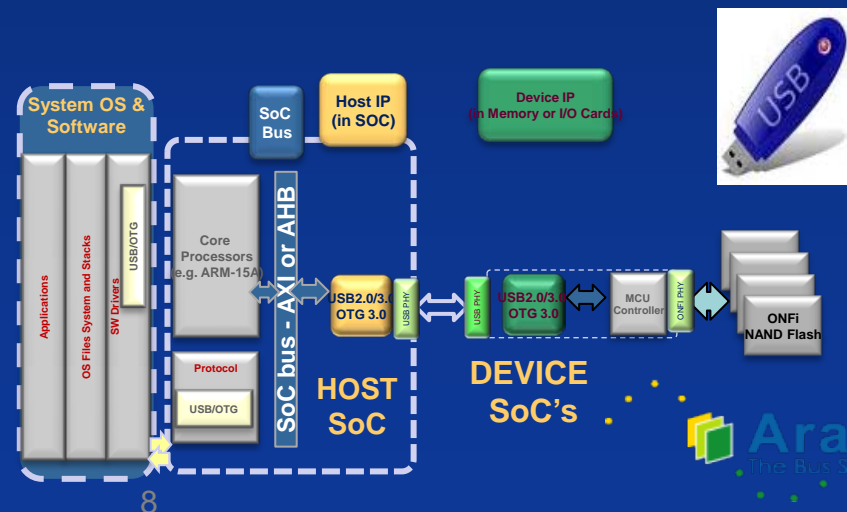 System OS &
Software
Applications
OS Files System and Stacks
SW Drivers
USB/OTG
SoC
Bus
Host IP
(in SOC)
Device IP
(in Memory or I/O Cards)
USB
Core
Processors
(e.g. ARM-15A)
Protocol
USB/OTG
SoC bus - AXI or AHB
USB2.0/3.0
OTG 3.0
USB PHY
HOST
SoC
USB PHY
USB2.0/3.0
OTG 3.0
MCU
Controller
ONFI PHY
ONFi
NAND Flash
DEVICE
SoC's
Ara
The Bus S
8